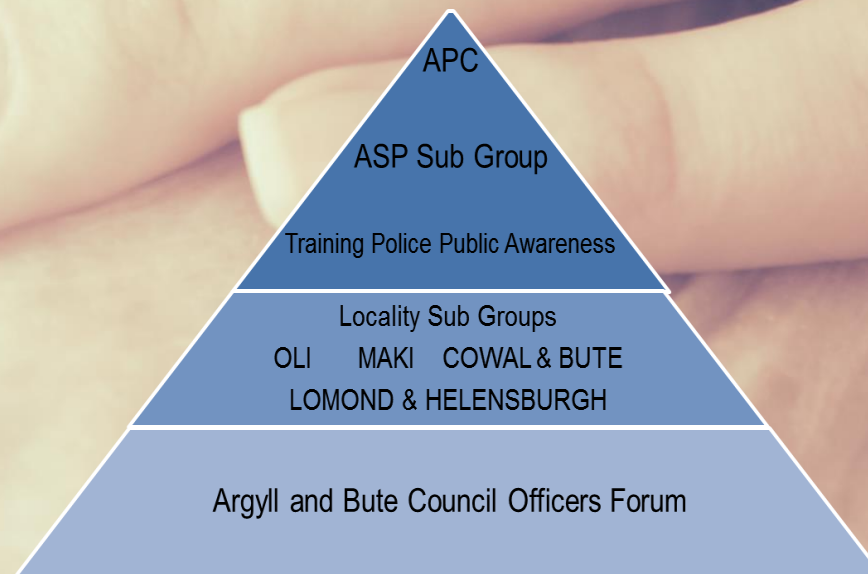 APC
ASP Sub Group
Training Police Public Awareness
Locality Sub Groups
OLI MAKI COWAL & BUTE
LOMOND & HELENSBURGH
Argyll and Bute Council Officers Forum